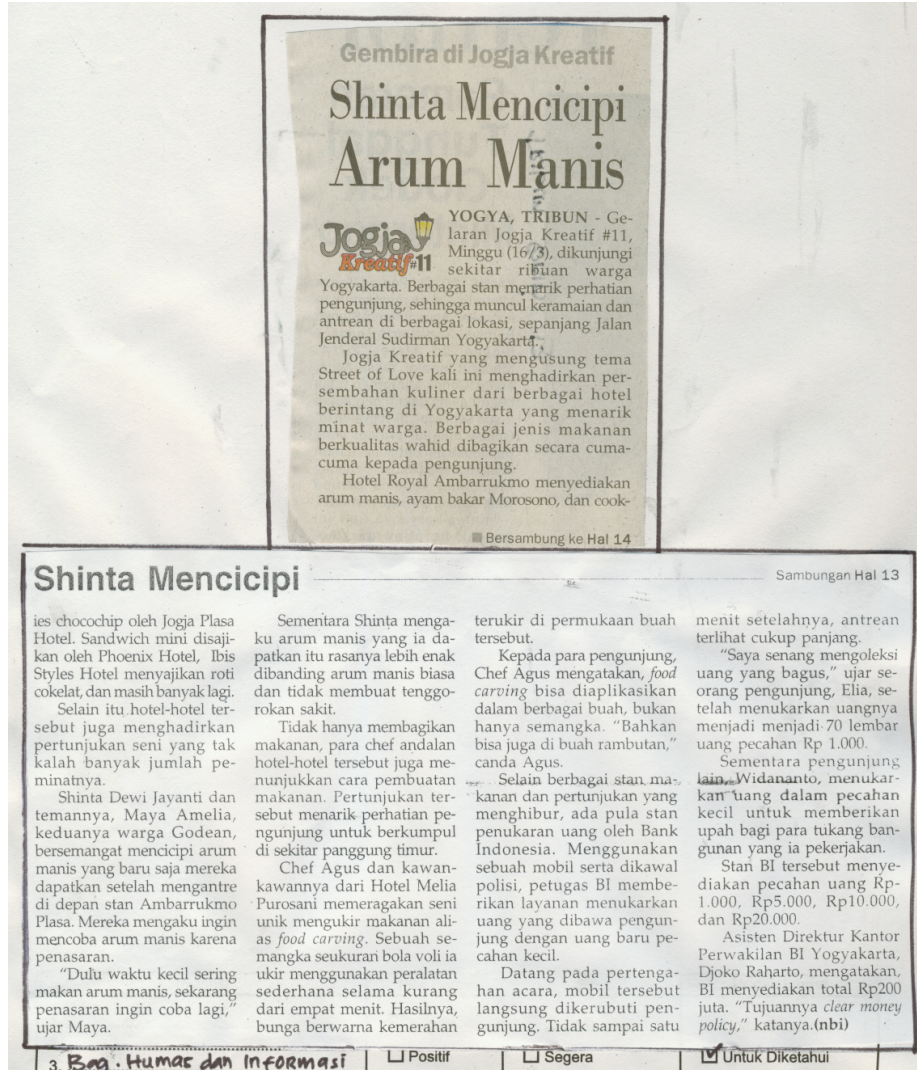 Gembira di Jogja Kreatif
Shinta Mencicipi
Arum Manis
Jogja
Kreatif #11
YOGYA, TRIBUN - Ge-
laran Jogja Kreatif #11,
Minggu (16/3), dikunjungi
sekitar ribuan warga
Yogyakarta. Berbagai stan menarik perhatian
pengunjung, sehingga muncul keramaian dan
antrean di berbagai lokasi, sepanjang Jalan
Jenderal Sudirman Yogyakarta.
Jogja Kreatif yang mengusung tema
Street of Love kali ini menghadirkan per-
sembahan kuliner dari berbagai hotel
berintang di Yogyakarta yang menarik
minat warga. Berbagai jenis makanan
berkualitas wahid dibagikan secara cuma-
cuma kepada pengunjung.
Hotel Royal Ambarrukmo menyediakan
arum manis, ayam bakar Morosono, dan cook-
Bersambung ke Hal 14
Shinta Mencicipi
Sambungan Hal 13
ies chocochip oleh Jogja Plasa
Hotel. Sandwich mini disaji-
kan oleh Phoenix Hotel, Ibis
Styles Hotel menyajikan roti
cokelat, dan masih banyak lagi.
Selain itu hotel-hotel ter-
sebut juga menghadirkan
pertunjukan seni yang tak
kalah banyak jumlah pe-
minatnya.
Shinta Dewi Jayanti dan
temannya, Maya Amelia,
keduanya warga Godean,
bersemangat mencicipi arum
manis yang baru saja mereka
dapatkan setelah mengantre
di depan stan Ambarrukmo
Plasa. Mereka mengaku ingin
mencoba arum manis karena
penasaran.
"Dulu waktu kecil sering
makan arum manis, sekarang
penasaran ingin coba lagi,"
ujar Maya.
Sementara Shinta menga-
ku arum manis yang ia da-
patkan itu rasanya lebih enak
dibanding arum manis biasa
dan tidak membuat tenggo-
rokan sakit.
Tidak hanya membagikan
makanan, para chef andalan
hotel-hotel tersebut juga me-
nunjukkan cara pembuatan
makanan. Pertunjukan ter-
sebut menarik perhatian pe-
ngunjung untuk berkumpul
di sekitar panggung timur.
Chef Agus dan kawan-
kawannya dari Hotel Melia
Purosani memeragakan seni
unik mengukir makanan ali-
as food carving. Sebuah se-
mangka seukuran bola voli ia
ukir menggunakan peralatan
sederhana selama kurang
dari empat menit. Hasilnya,
bunga berwarna kemerahan
terukir di permukaan buah
tersebut.
Kepada para pengunjung,
Chef Agus mengatakan, food
carving bisa diaplikasikan
dalam berbagai buah, bukan
hanya semangka. "Bahkan
bisa juga di buah rambutan,"
canda Agus.
Selain berbagai stan ma-
kanan dan pertunjukan yang
menghibur, ada pula stan
penukaran uang oleh Bank
Indonesia. Menggunakan
sebuah mobil serta dikawal
polisi, petugas BI membe-
rikan layanan menukarkan
uang yang dibawa pengun-
jung dengan uang baru pe-
cahan kecil.
Datang pada pertenga-
han acara, mobil tersebut
langsung dikerubuti pen-
gunjung. Tidak sampai satu
menit setelahnya, antrean
terlihat cukup panjang.
"Saya senang mengoleksi
uang yang bagus," ujar se-
orang pengunjung, Elia, se-
telah menukarkan uangnya
menjadi menjadi 70 lembar
uang pecahan Rp 1.000.
Sementara pengunjung
lain, Widananto, menukar-
kan uang dalam pecahan
kecil untuk memberikan
upah bagi para tukang ban-
gunan yang ia pekerjakan.
Stan BI tersebut menye-
diakan pecahan uang Rp-
1.000, Rp5.000, Rp10.000,
dan Rp20.000.
Asisten Direktur Kantor
Perwakilan BI Yogyakarta,
Djoko Raharto, mengatakan,
BI menyediakan total Rp200
juta. "Tujuannya clear money
policy," katanya.(nbi)
3. Bag. Humas dan Informasi
Positif
Segera
Untuk Diketahui